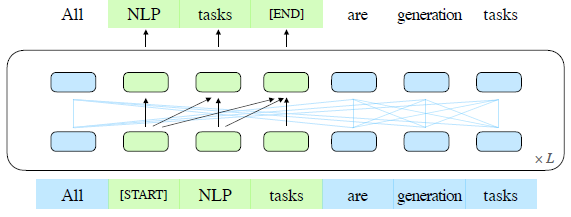 All NLP tasks [END] are generation tasks
× L
All [START] NLP tasks are generation tasks